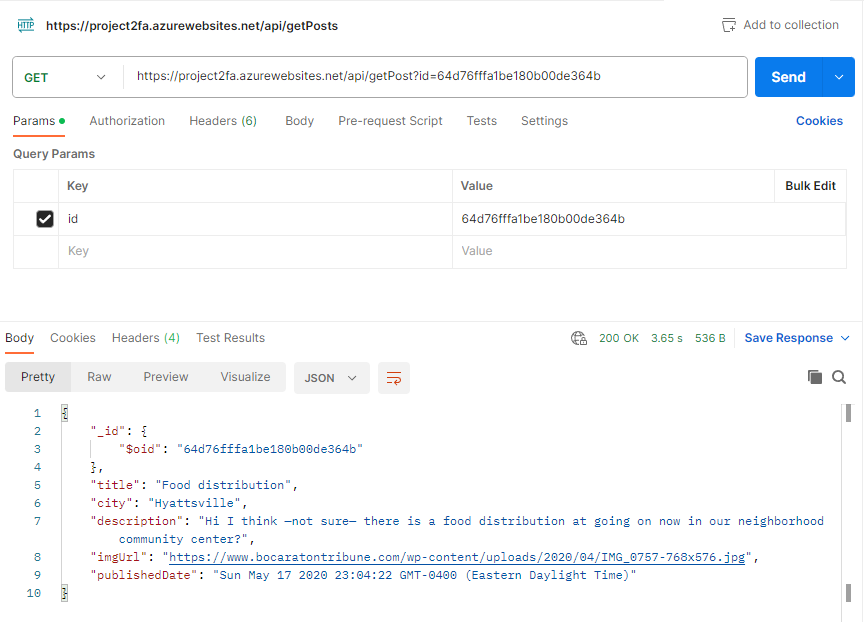 HTTP https://project2fa.azurewebsites.net/api/getPosts Add to collection
GET https://project2fa.azurewebsites.net/api/getPost?id=64d76fffa1be180b00de364b Send
Params Authorization Headers (6) Body Pre-request Script Tests Settings Cookies
Query Params
Key Value Bulk Edit
id 64d76fffa1be180b00de364b
Key Value
Body Cookies Headers (4) Test Results 200 OK 3.65 s 536 B Save Response
Pretty Raw Preview Visualize JSON
1 {
2 "_id": {
3 "$oid": "64d76fffa1be180b00de364b"
4 },
5 "title": "Food distribution",
6 "city": "Hyattsville",
7 "description": "Hi I think —not sure— there is a food distribution at going on now in our neighborhood
community center?",
8 "imgUrl": "https://www.bocaratontribune.com/wp-content/uploads/2020/04/IMG_0757-768x576.jpg",
9 "publishedDate": "Sun May 17 2020 23:04:22 GMT-0400 (Eastern Daylight Time)"
10 }